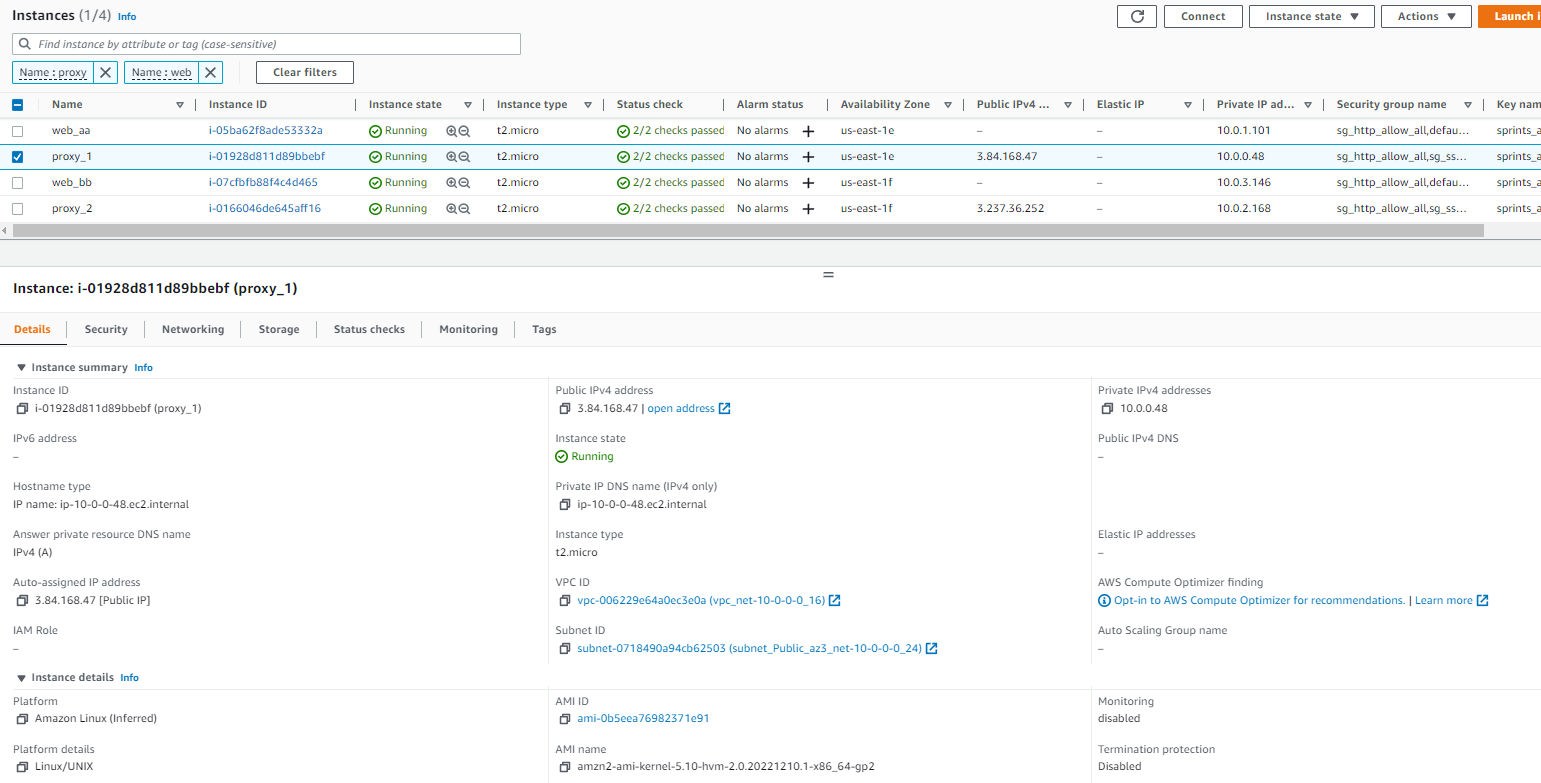 Instances (1/4) Info
Connect Instance state Actions Launch i
Find instance by attribute or tag (case-sensitive)
Name : proxy Name : web Clear filters
Name Instance ID Instance state Instance type Status check Alarm status Availability Zone Public IPv4 ... Elastic IP Private IP ad... Security group name Key nam
web_aa i-05ba62f8ade53332a Running t2.micro 2/2 checks passed No alarms + us-east-1e – – 10.0.1.101 sg_http_allow_all,defau... sprints_a
proxy_1 i-01928d811d89bbebf Running t2.micro 2/2 checks passed No alarms + us-east-1e 3.84.168.47 – 10.0.0.48 sg_http_allow_all,sg_ss... sprints_a
web_bb i-07cfbfb88f4c4d465 Running t2.micro 2/2 checks passed No alarms + us-east-1f – – 10.0.3.146 sg_http_allow_all,defau... sprints_a
proxy_2 i-0166046de645aff16 Running t2.micro 2/2 checks passed No alarms + us-east-1f 3.237.36.252 – 10.0.2.168 sg_http_allow_all,sg_ss... sprints_a
Instance: i-01928d811d89bbebf (proxy_1)
Details Security Networking Storage Status checks Monitoring Tags
Instance summary Info
Instance ID Public IPv4 address Private IPv4 addresses
i-01928d811d89bbebf (proxy_1) 3.84.168.47 | open address 10.0.0.48
IPv6 address Instance state Public IPv4 DNS
– Running –
Hostname type Private IP DNS name (IPv4 only)
IP name: ip-10-0-0-48.ec2.internal ip-10-0-0-48.ec2.internal
Answer private resource DNS name Instance type Elastic IP addresses
IPv4 (A) t2.micro –
Auto-assigned IP address VPC ID AWS Compute Optimizer finding
3.84.168.47 [Public IP] vpc-006229e64a0ec3e0a (vpc_net-10-0-0-0_16) Opt-in to AWS Compute Optimizer for recommendations. | Learn more
IAM Role Subnet ID Auto Scaling Group name
– subnet-0718490a94cb62503 (subnet_Public_az3_net-10-0-0-0_24) –
Instance details Info
Platform AMI ID Monitoring
Amazon Linux (Inferred) ami-0b5eea76982371e91 disabled
Platform details AMI name Termination protection
Linux/UNIX amzn2-ami-kernel-5.10-hvm-2.0.20221210.1-x86_64-gp2 Disabled